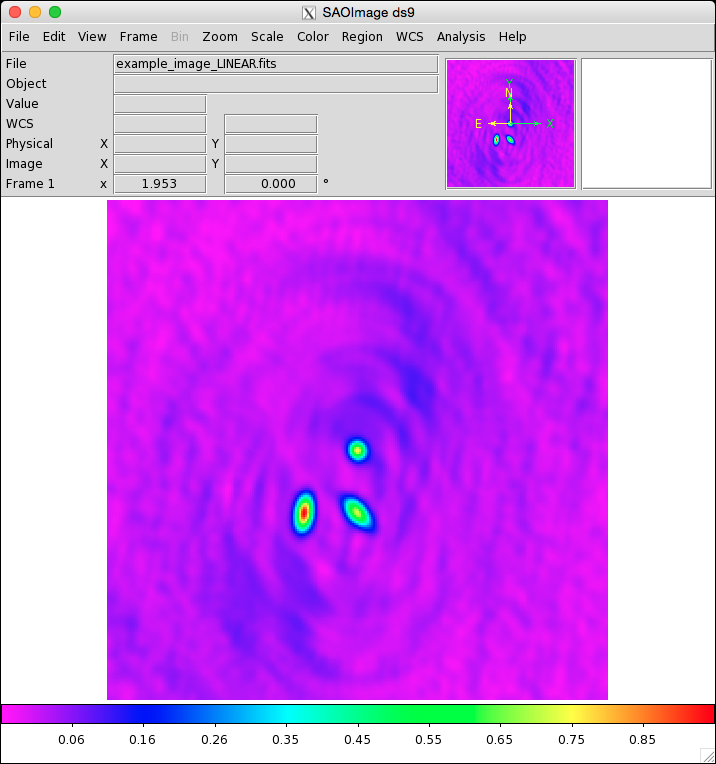 SAOImage ds9
File Edit View Frame Bin Zoom Scale Color Region WCS Analysis Help
File example_image_LINEAR.fits
Object
Value
WCS
Physical X Y
Image X Y
Frame 1 x 1.953 0.000 °
Y
N
E X
0.06 0.16 0.26 0.35 0.45 0.55 0.65 0.75 0.85